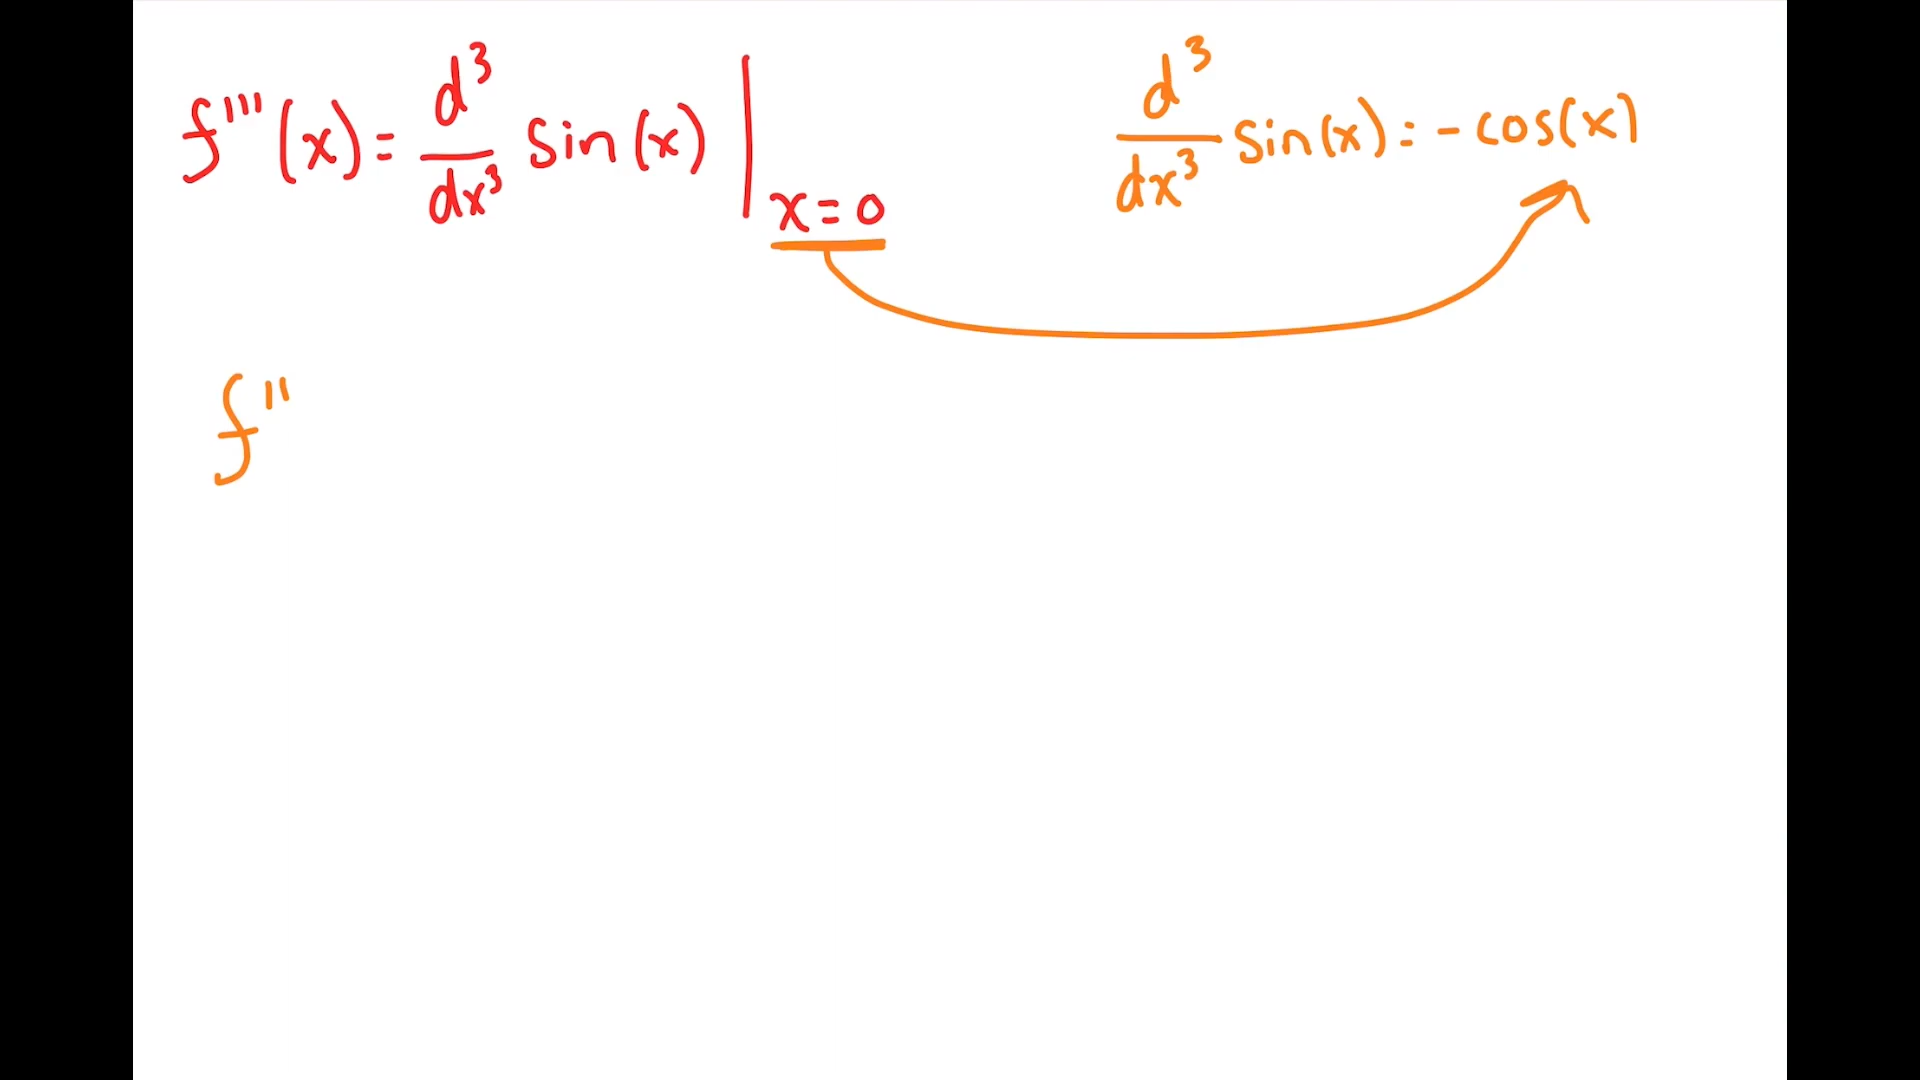 f'''(x) = d³/dx³ sin(x) |x=0
d³/dx³ sin(x) = -cos(x)
f''